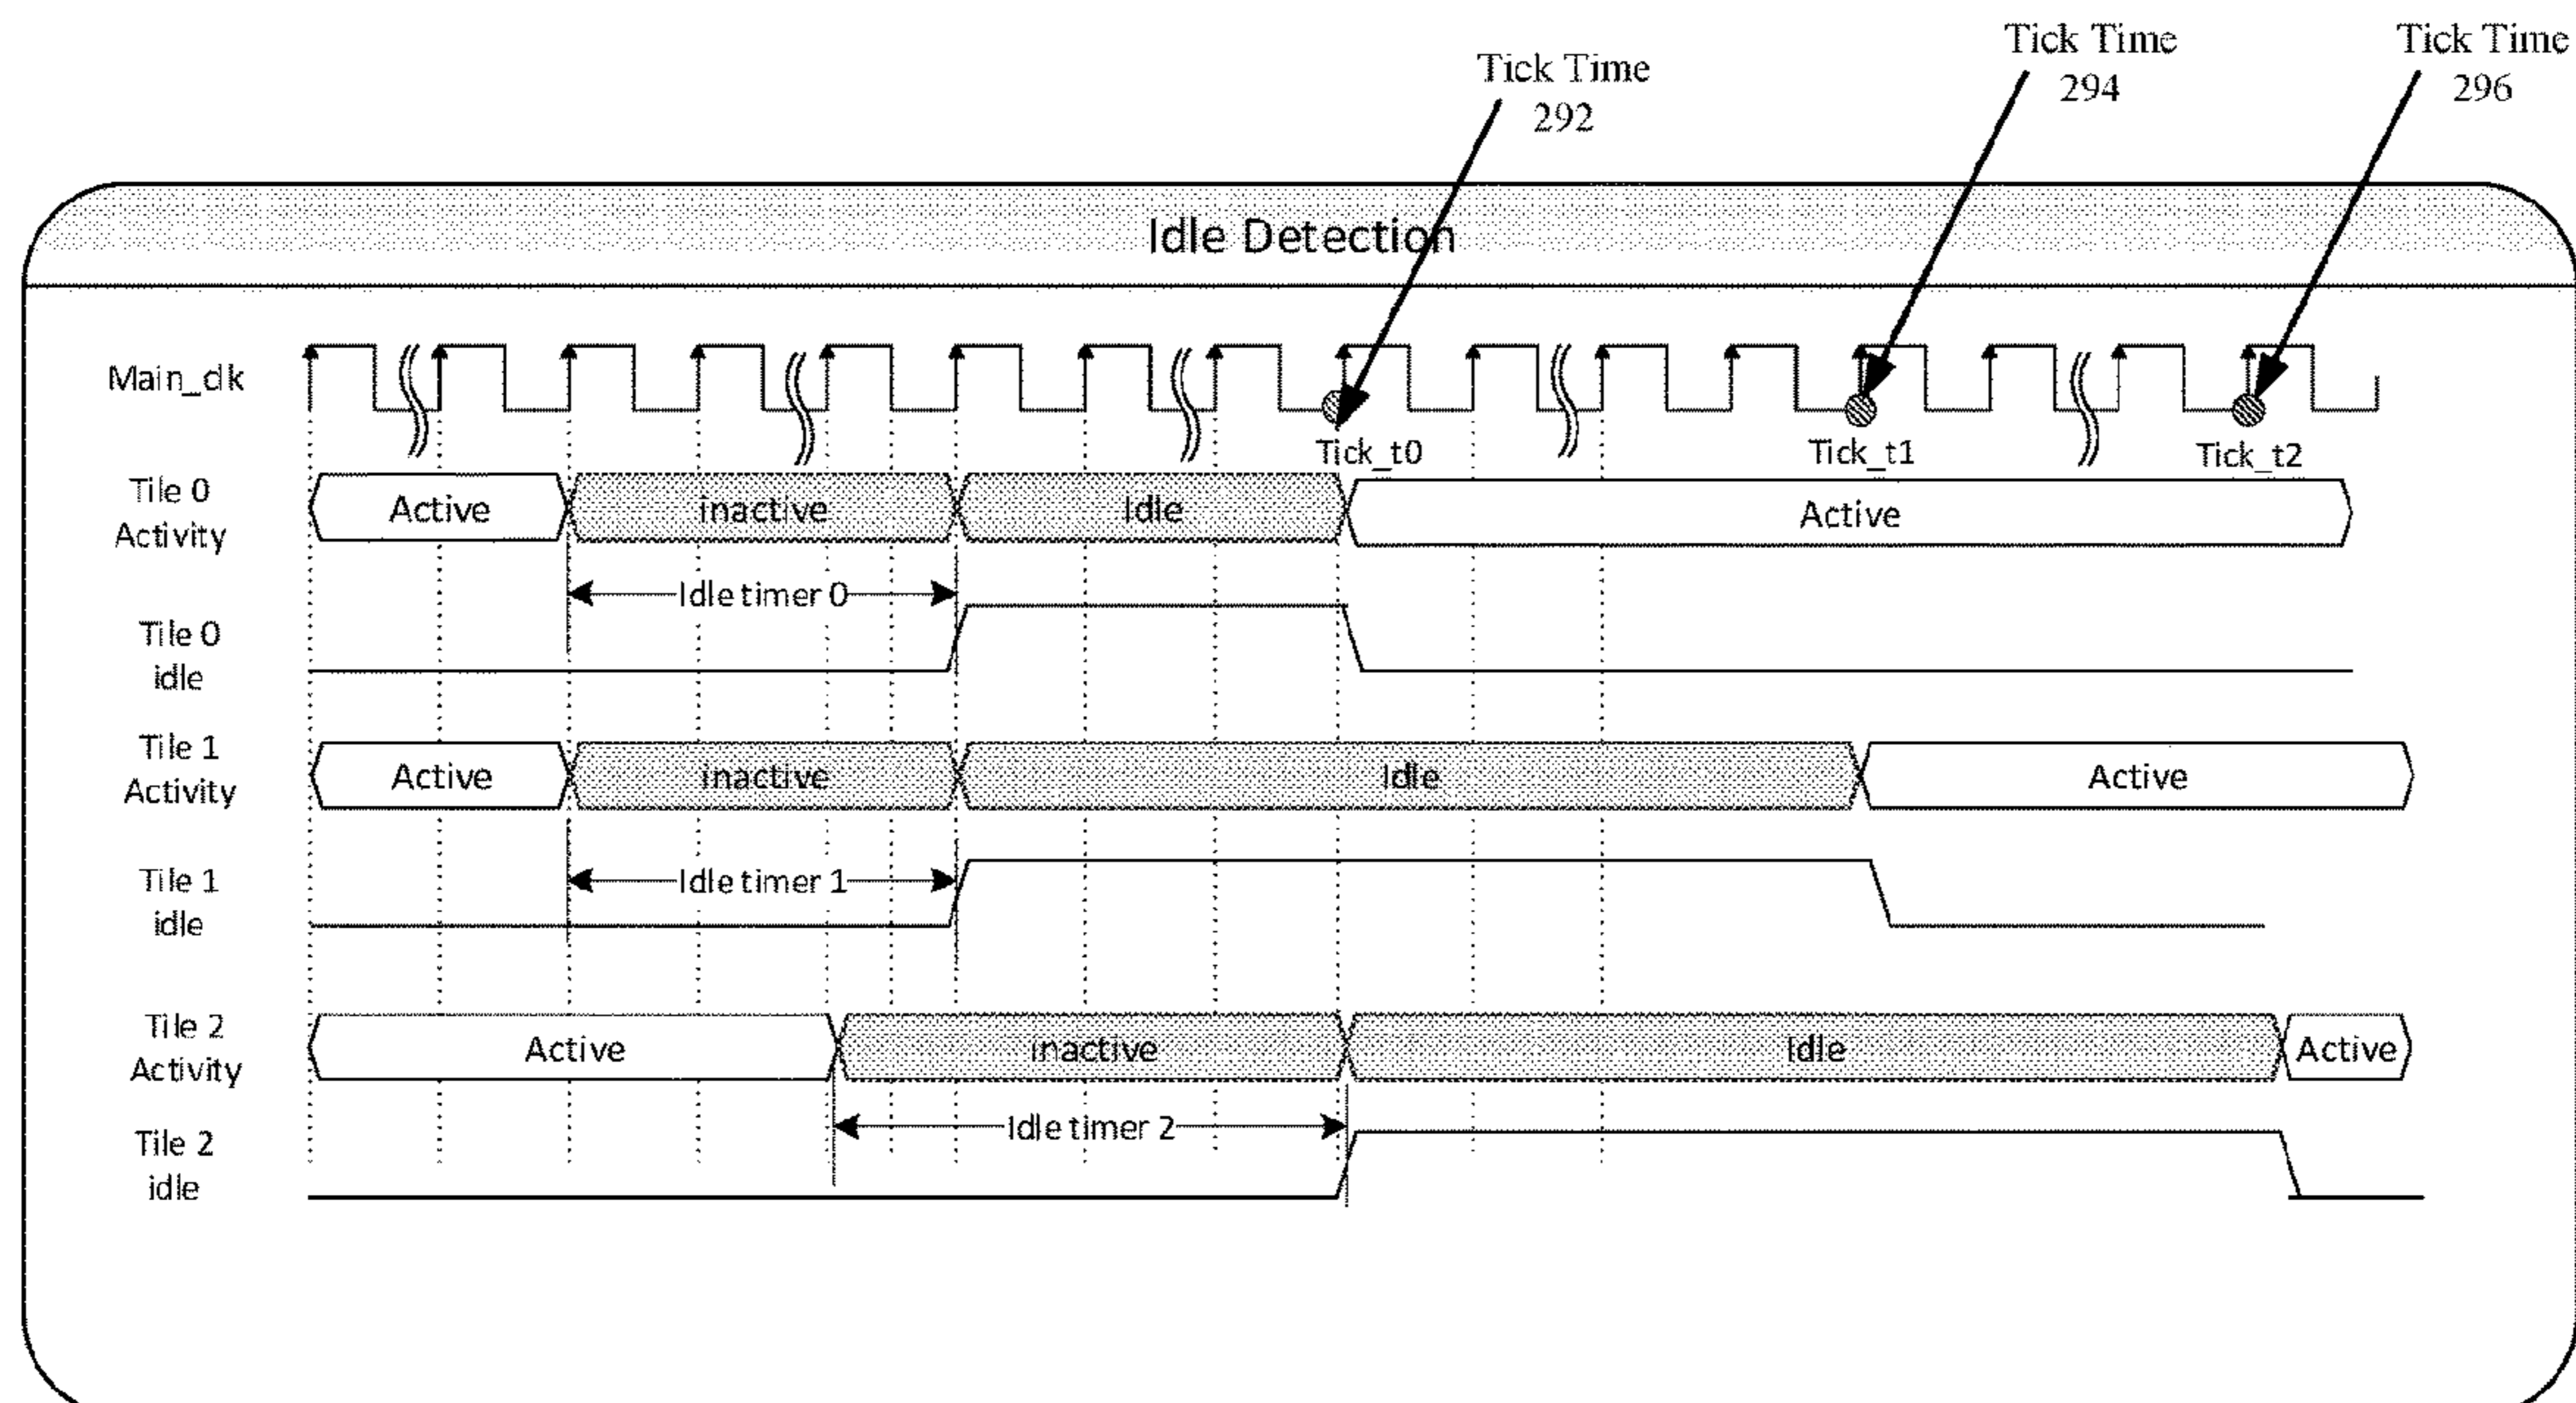 Tick Time
292
Tick Time
294
Tick Time
296
Idle Detection
Main_clk
Tick_t0
Tick_t1
Tick_t2
Tile 0
Activity
Active
inactive
Idle
Active
Idle timer 0
Tile 0
idle
Tile 1
Activity
Active
inactive
Idle
Active
Idle timer 1
Tile 1
idle
Tile 2
Activity
Active
inactive
Idle
Active
Idle timer 2
Tile 2
idle